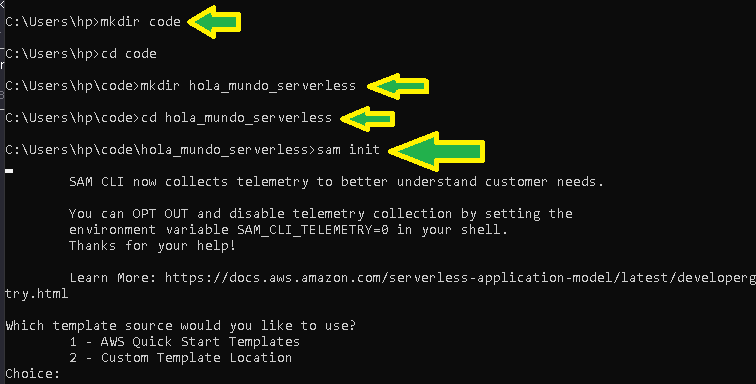 C:\Users\hp>mkdir code
C:\Users\hp>cd code
C:\Users\hp\code>mkdir hola_mundo_serverless
C:\Users\hp\code>cd hola_mundo_serverless
C:\Users\hp\code\hola_mundo_serverless>sam init
SAM CLI now collects telemetry to better understand customer needs.
You can OPT OUT and disable telemetry collection by setting the
environment variable SAM_CLI_TELEMETRY=0 in your shell.
Thanks for your help!
Learn More: https://docs.aws.amazon.com/serverless-application-model/latest/developerg
try.html
Which template source would you like to use?
1 - AWS Quick Start Templates
2 - Custom Template Location
Choice: